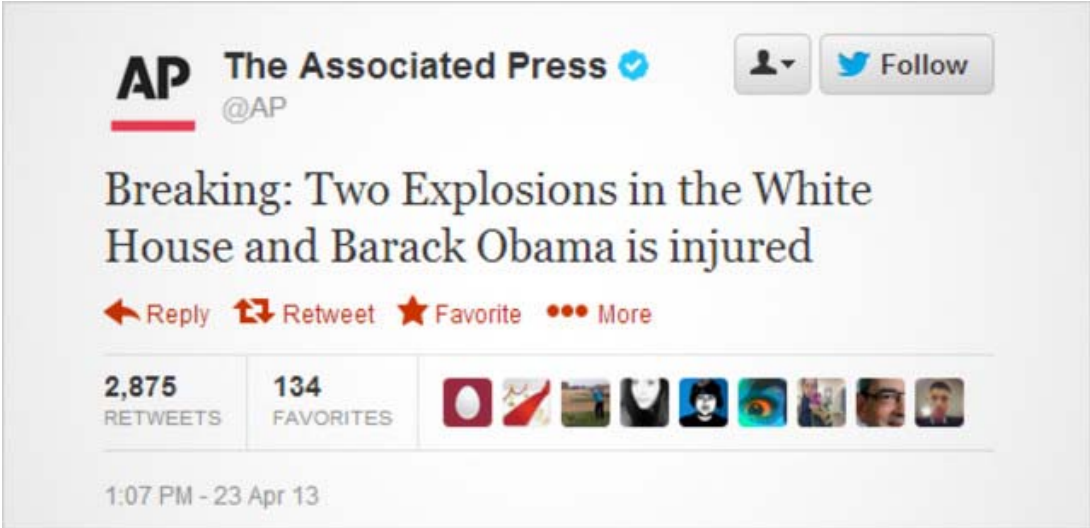 AP The Associated Press Follow
@AP
Breaking: Two Explosions in the White
House and Barack Obama is injured
Reply Retweet Favorite More
2,875 134
RETWEETS FAVORITES
1:07 PM - 23 Apr 13